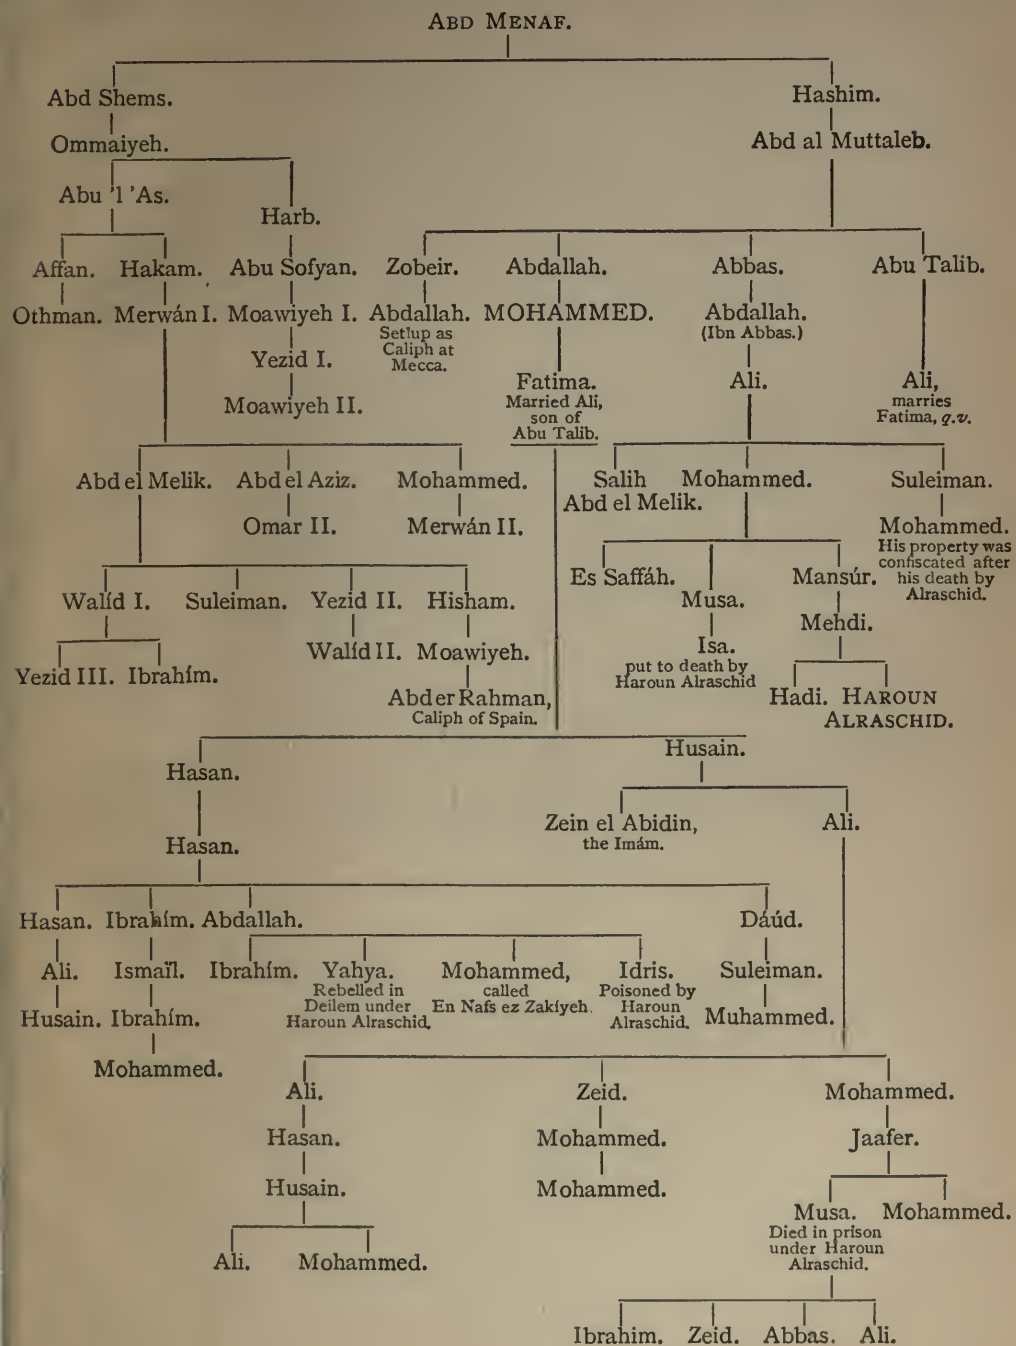 ABD MENAF.
Abd Shems. Hashim.
Ommaiyeh. Abd al Muttaleb.
Abu 'l 'As.
Harb.
Affan. Hakam. Abu Sofyan. Zobeir. Abdallah. Abbas. Abu Talib.
Othman. Merwán I. Moawiyeh I. Abdallah. MOHAMMED. Abdallah.
Set up as (Ibn Abbas.)
Caliph at
Mecca.
Yezid I.
Fatima. Ali. Ali,
Married Ali, marries
son of Fatima, q.v.
Abu Talib.
Moawiyeh II.
Abd el Melik. Abd el Aziz. Mohammed. Salih Mohammed. Suleiman.
Abd el Melik.
Omar II. Merwán II. Mohammed.
His property was
confiscated after
his death by
Alraschid.
Es Saffáh. Mansúr.
Walíd I. Suleiman. Yezid II. Hisham. Musa.
Mehdi.
Walíd II. Moawiyeh. Isa.
put to death by
Haroun Alraschid
Yezid III. Ibrahím.
Abd er Rahman, Hadi. HAROUN
Caliph of Spain. ALRASCHID.
Hasan. Husain.
Zein el Abidin, Ali.
the Imám.
Hasan.
Hasan. Ibrahím. Abdallah. Dáúd.
Ali. Ismaïl. Ibrahím. Yahya. Mohammed, Idris. Suleiman.
Rebelled in called Poisoned by
Deilem under En Nafs ez Zakíyeh. Haroun
Haroun Alraschid. Alraschid.
Husain. Ibrahím. Muhammed.
Mohammed.
Ali. Zeid. Mohammed.
Hasan. Mohammed. Jaafer.
Husain. Mohammed.
Musa. Mohammed.
Died in prison
under Haroun
Alraschid.
Ali. Mohammed.
Ibrahim. Zeid. Abbas. Ali.